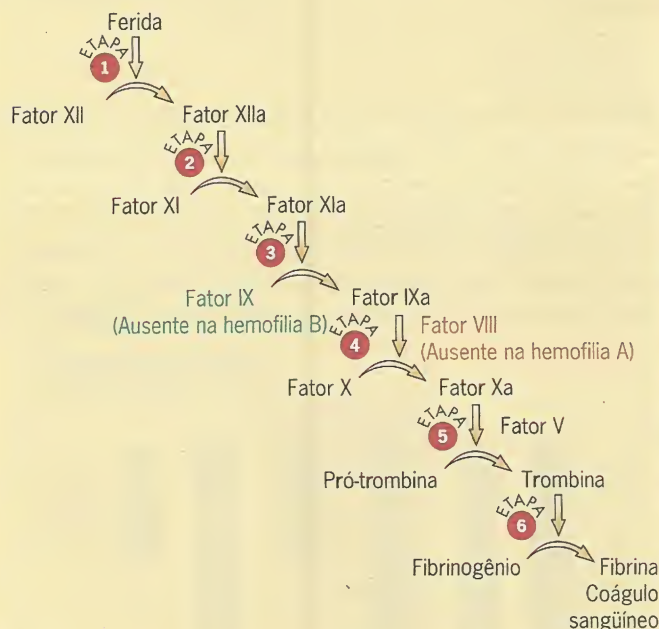 Ferida
ETAPA
1
Fator XII
Fator XIIa
ETAPA
2
Fator XI
Fator XIa
ETAPA
3
Fator IX
(Ausente na hemofilia B)
Fator IXa
ETAPA
4
Fator VIII
(Ausente na hemofilia A)
Fator X
Fator Xa
ETAPA
5
Fator V
Pró-trombina
Trombina
ETAPA
6
Fibrinogênio
Fibrina
Coágulo
sangüíneo